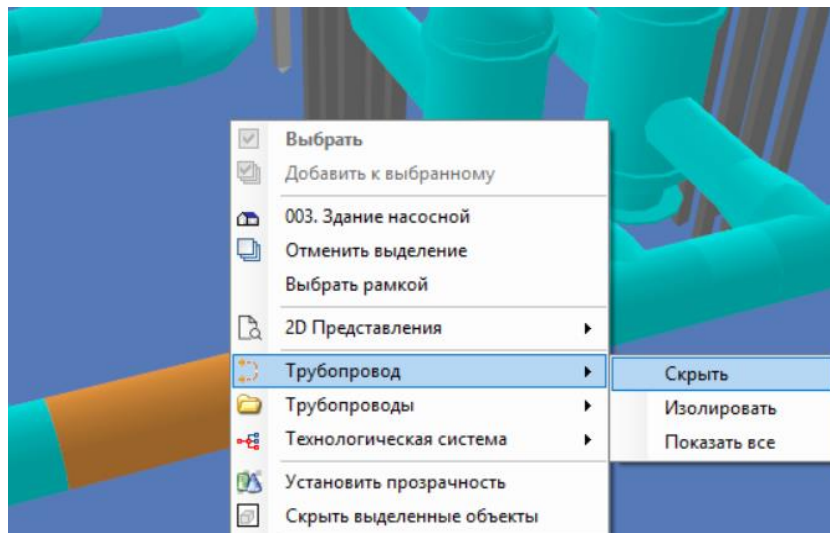 Выбрать
Добавить к выбранному
003. Здание насосной
Отменить выделение
Выбрать рамкой
2D Представления
Трубопровод
Скрыть
Трубопроводы
Изолировать
Технологическая система
Показать все
Установить прозрачность
Скрыть выделенные объекты